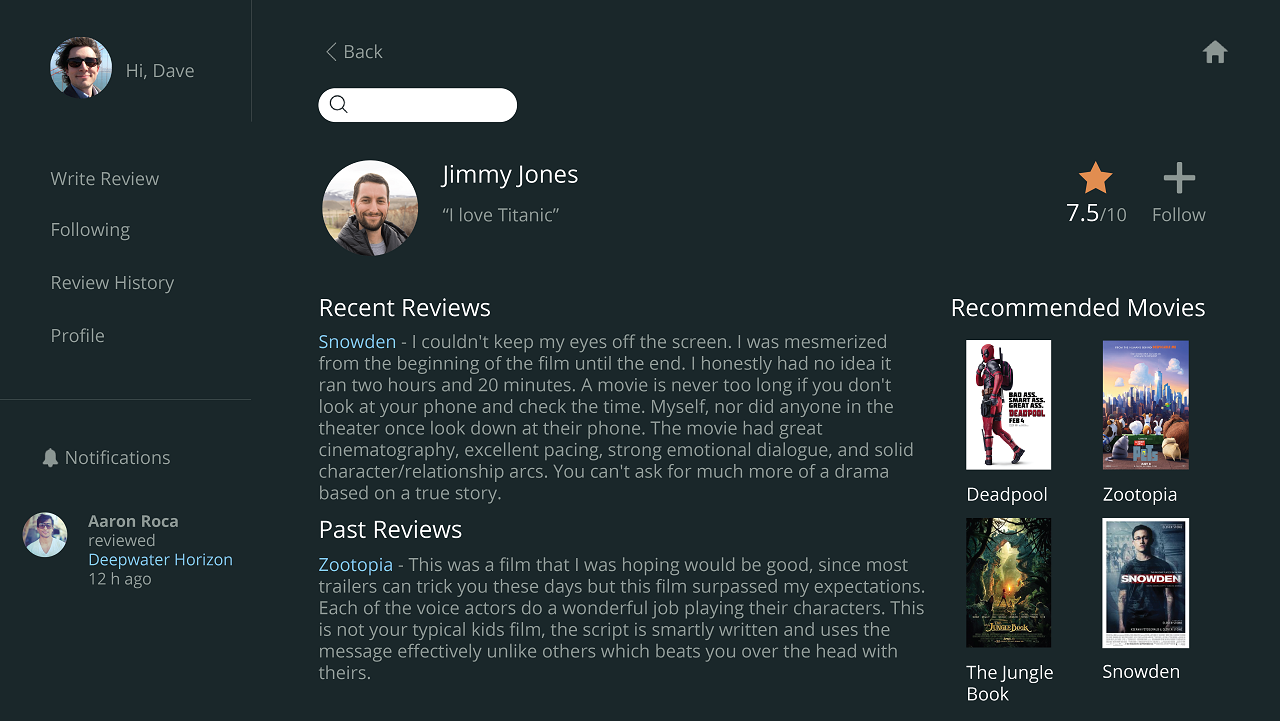 Hi, Dave
Back
Write Review
Following
Review History
Profile
Notifications
Aaron Roca
reviewed
Deepwater Horizon
12 h ago
Jimmy Jones
“I love Titanic”
7.5/10
Follow
Recent Reviews
Snowden - I couldn't keep my eyes off the screen. I was mesmerized
from the beginning of the film until the end. I honestly had no idea it
ran two hours and 20 minutes. A movie is never too long if you don't
look at your phone and check the time. Myself, nor did anyone in the
theater once look down at their phone. The movie had great
cinematography, excellent pacing, strong emotional dialogue, and solid
character/relationship arcs. You can't ask for much more of a drama
based on a true story.
Past Reviews
Zootopia - This was a film that I was hoping would be good, since most
trailers can trick you these days but this film surpassed my expectations.
Each of the voice actors do a wonderful job playing their characters. This
is not your typical kids film, the script is smartly written and uses the
message effectively unlike others which beats you over the head with
theirs.
Recommended Movies
BAD ASS.
SMART ASS.
GREAT ASS.
DEADPOOL
FEB 4
Deadpool
Zootopia
THE
JUNGLE BOOK
The Jungle
Book
SNOWDEN
Snowden